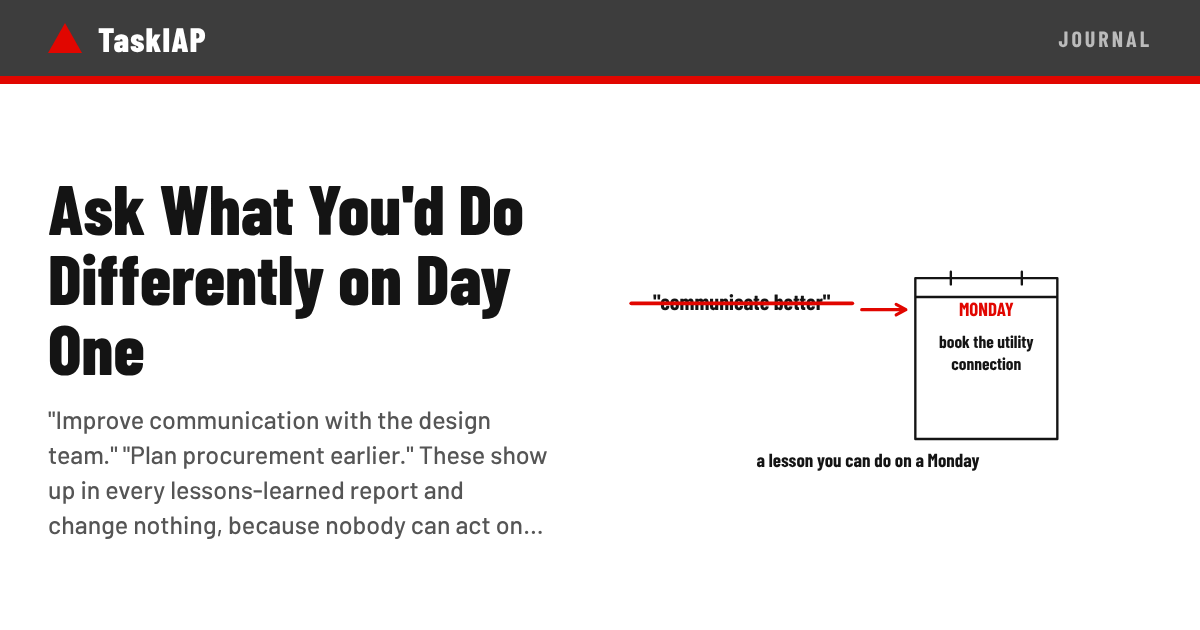 TaskIAP
JOURNAL
Ask What You'd Do
Differently on Day
One
"Improve communication with the design
team." "Plan procurement earlier." These show
up in every lessons-learned report and
change nothing, because nobody can act on...
"communicate better"
MONDAY
book the utility
connection
a lesson you can do on a Monday